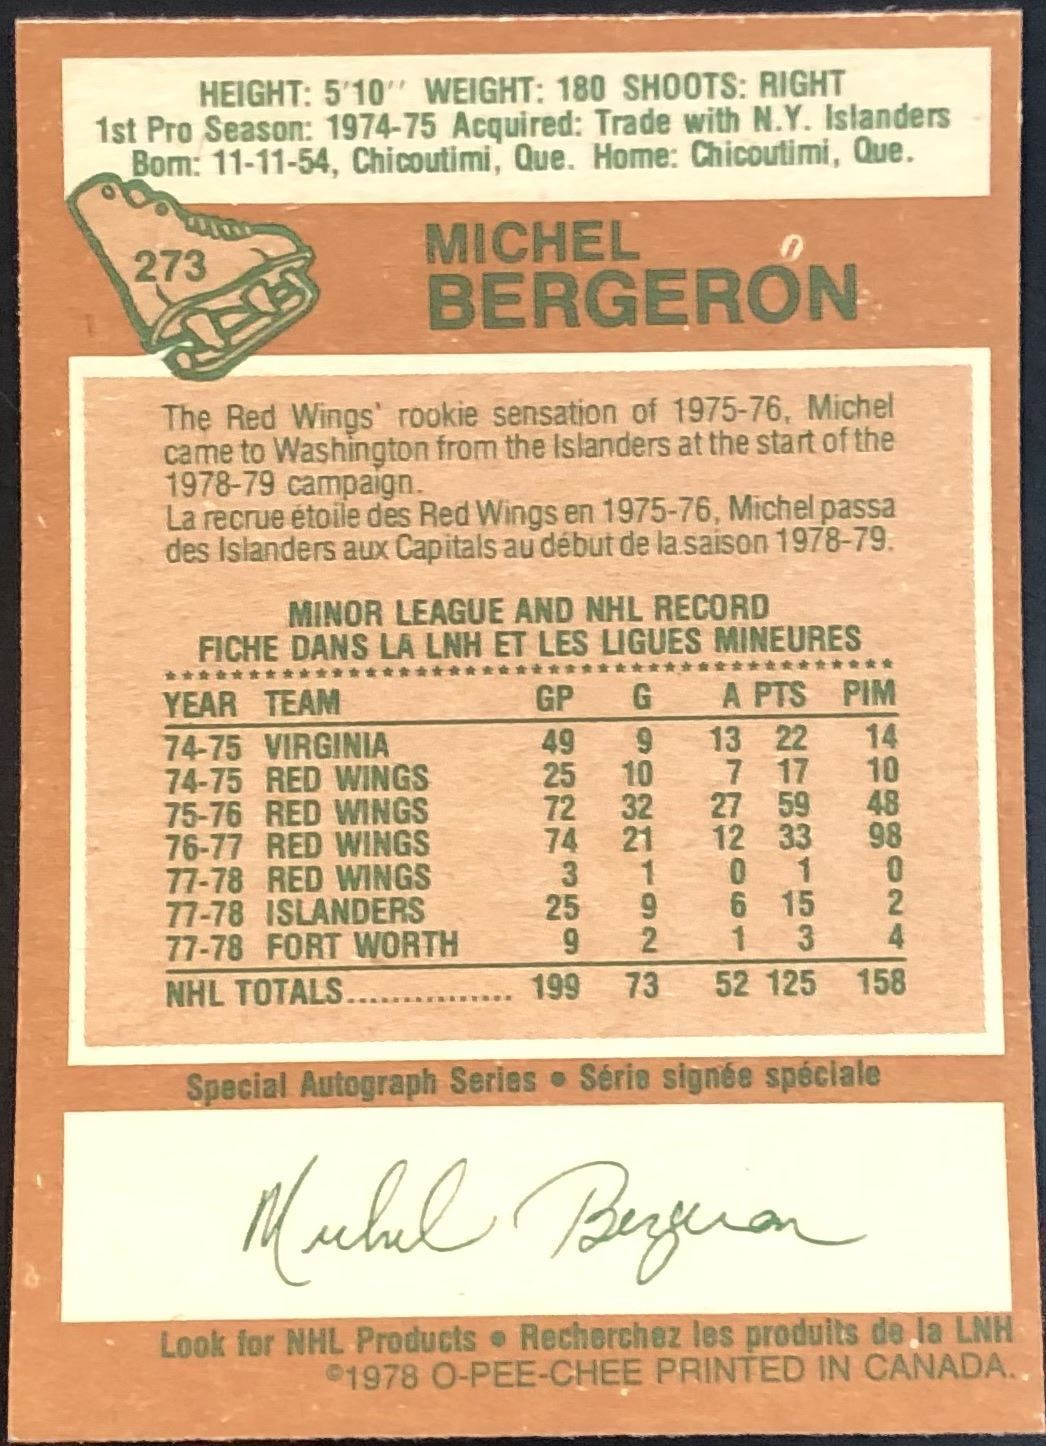 HEIGHT: 5'10'' WEIGHT: 180 SHOOTS: RIGHT
1st Pro Season: 1974-75 Acquired: Trade with N.Y. Islanders
Born: 11-11-54, Chicoutimi, Que. Home: Chicoutimi, Que.
273
MICHEL
BERGERON
The Red Wings' rookie sensation of 1975-76, Michel
came to Washington from the Islanders at the start of the
1978-79 campaign.
La recrue étoile des Red Wings en 1975-76, Michel passa
des Islanders aux Capitals au début de la saison 1978-79.
MINOR LEAGUE AND NHL RECORD
FICHE DANS LA LNH ET LES LIGUES MINEURES
YEAR TEAM GP G A PTS PIM
74-75 VIRGINIA 49 9 13 22 14
74-75 RED WINGS 25 10 7 17 10
75-76 RED WINGS 72 32 27 59 48
76-77 RED WINGS 74 21 12 33 98
77-78 RED WINGS 3 1 0 1 0
77-78 ISLANDERS 25 9 6 15 2
77-78 FORT WORTH 9 2 1 3 4
NHL TOTALS................ 199 73 52 125 158
Special Autograph Series • Série signée spéciale
Michel Bergeron
Look for NHL Products • Recherchez les produits de la LNH
©1978 O-PEE-CHEE PRINTED IN CANADA.